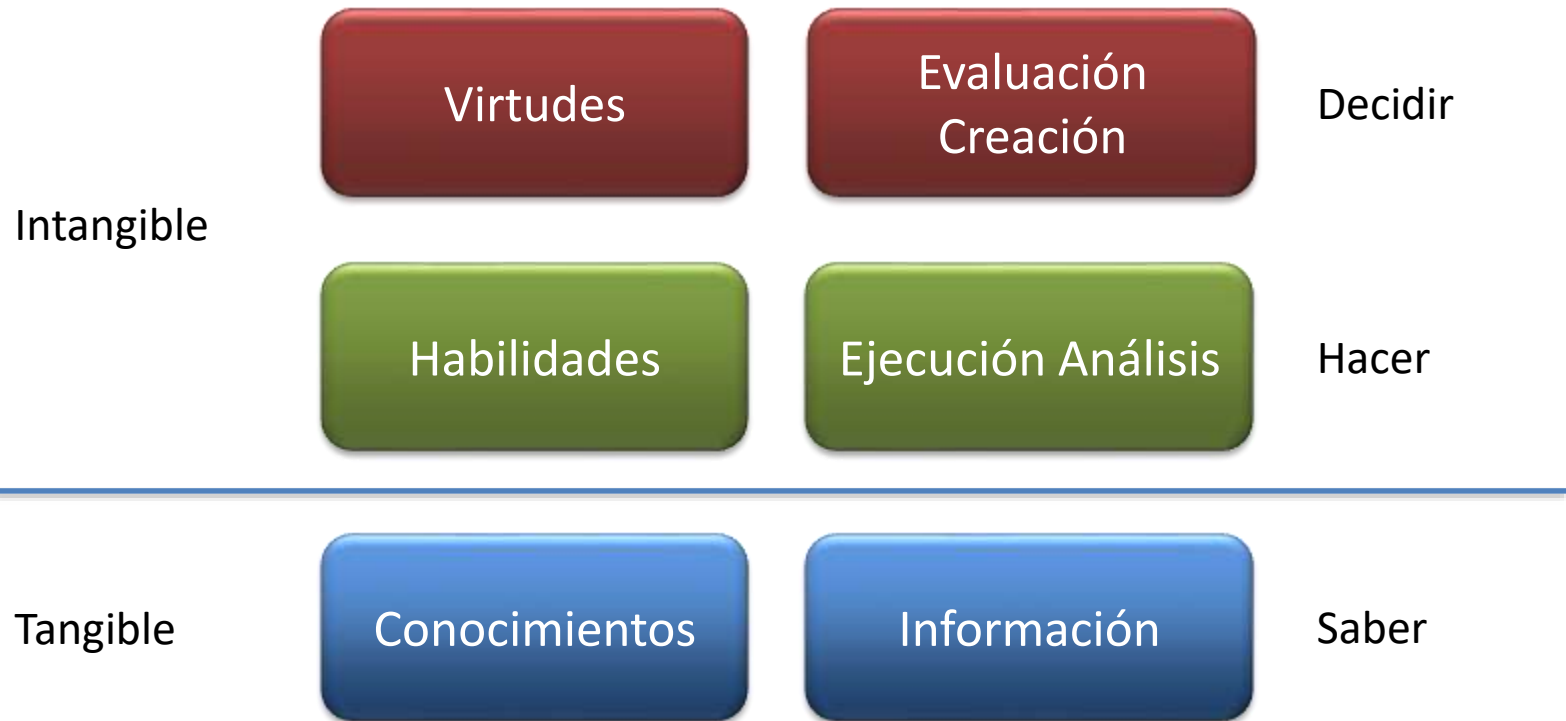 Virtudes
Evaluación
Creación
Decidir
Intangible
Habilidades
Ejecución Análisis
Hacer
Tangible
Conocimientos
Información
Saber